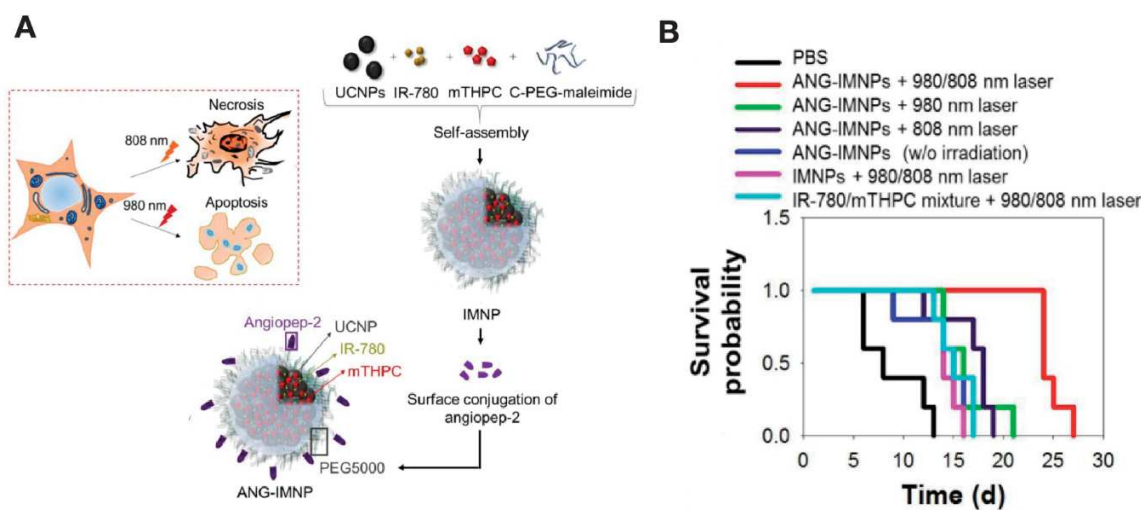 A
UCNPs + IR-780 + mTHPC + C-PEG-maleimide
Self-assembly
808 nm
Necrosis
980 nm
Apoptosis
IMNP
Surface conjugation of
angiopep-2
Angiopep-2
UCNP
IR-780
mTHPC
PEG5000
ANG-IMNP
B
PBS
ANG-IMNPs + 980/808 nm laser
ANG-IMNPs + 980 nm laser
ANG-IMNPs + 808 nm laser
ANG-IMNPs (w/o irradiation)
IMNPs + 980/808 nm laser
IR-780/mTHPC mixture + 980/808 nm laser
Survival
probability
1.0
0.5
0.0
0 5 10 15 20 25 30
Time (d)